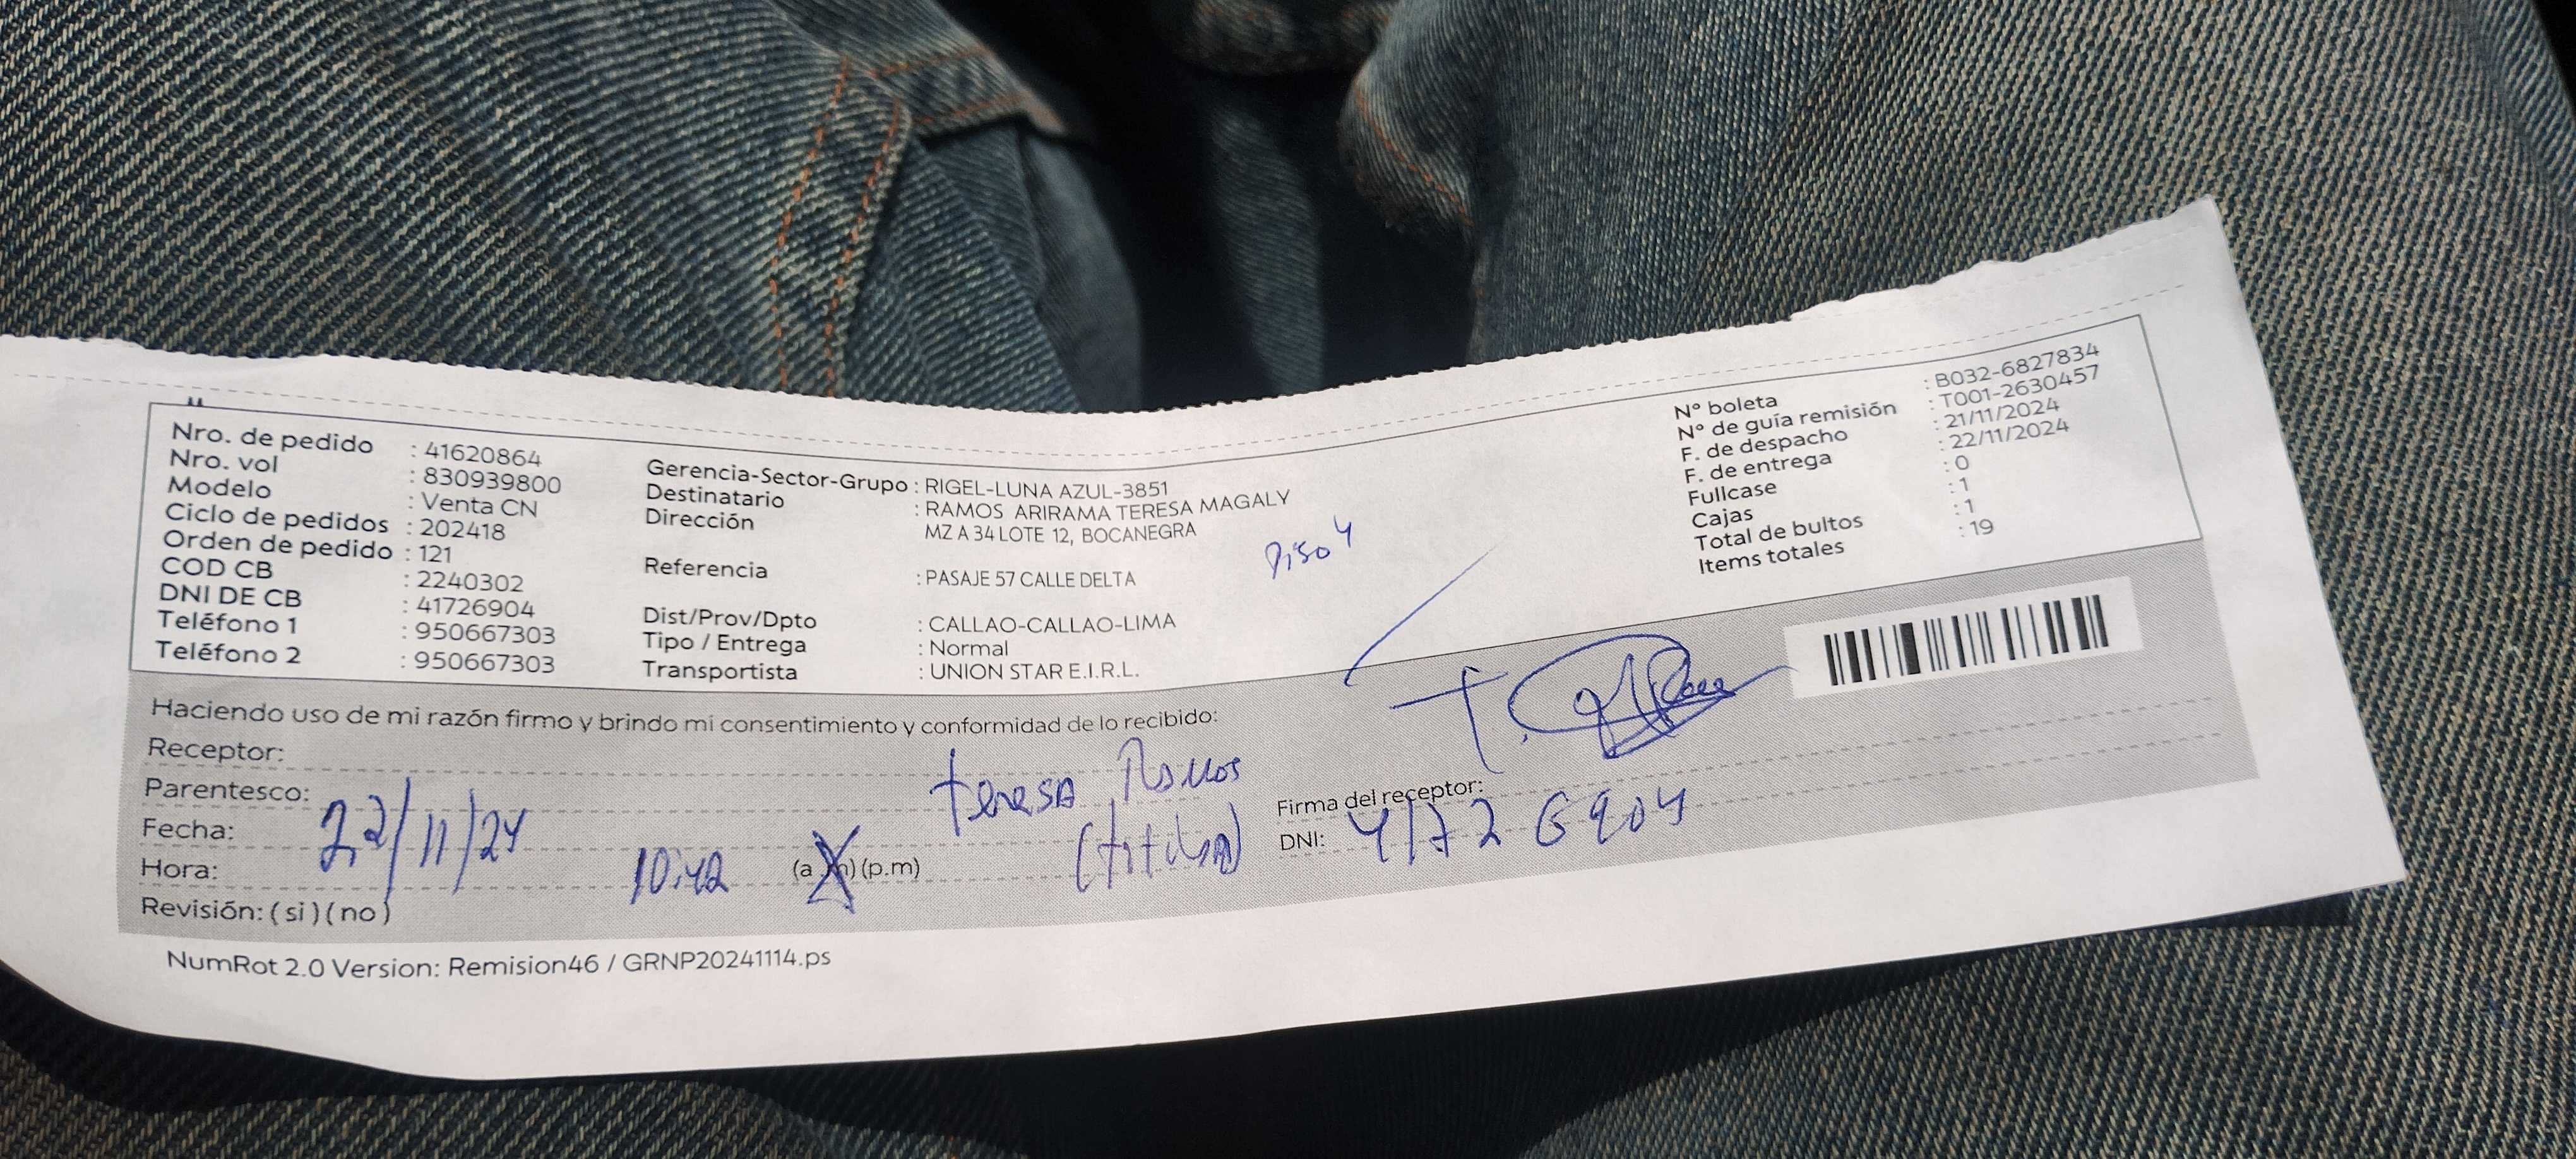 Nro. de pedido : 41620864
Nro. vol : 830939800
Modelo : Venta CN
Ciclo de pedidos : 202418
Orden de pedido : 121
COD CB : 2240302
DNI DE CB : 41726904
Teléfono 1 : 950667303
Teléfono 2 : 950667303
Gerencia-Sector-Grupo : RIGEL-LUNA AZUL-3851
Destinatario : RAMOS ARIRAMA TERESA MAGALY
Dirección MZ A 34 LOTE 12, BOCANEGRA
Piso 4
Referencia : PASAJE 57 CALLE DELTA
Dist/Prov/Dpto : CALLAO-CALLAO-LIMA
Tipo / Entrega : Normal
Transportista : UNION STAR E.I.R.L.
N° boleta : B032-6827834
N° de guía remisión : T001-2630457
F. de despacho : 21/11/2024
F. de entrega : 22/11/2024
Fullcase : 0
Cajas : 1
Total de bultos : 1
Items totales : 19
Haciendo uso de mi razón firmo y brindo mi consentimiento y conformidad de lo recibido:
Receptor: Teresa Ramos
Parentesco: (titular)
Fecha: 22/11/24
Hora: 10:42 (a.m) (p.m)
Revisión: ( si ) ( no )
Firma del receptor:
DNI: 41726904
NumRot 2.0 Version: Remision46 / GRNP20241114.ps